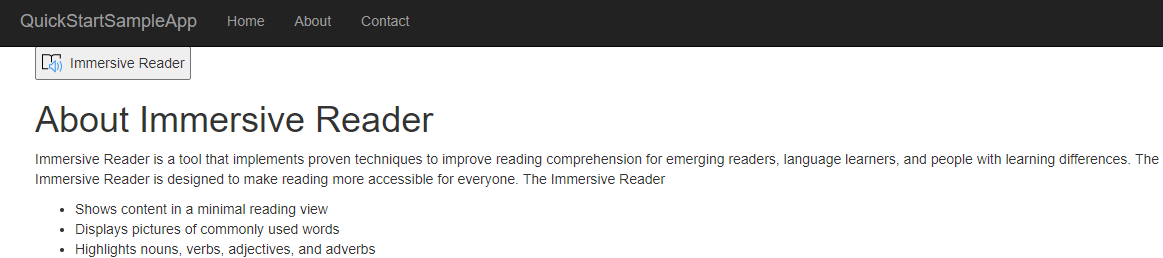 QuickStartSampleApp Home About Contact
Immersive Reader
About Immersive Reader
Immersive Reader is a tool that implements proven techniques to improve reading comprehension for emerging readers, language learners, and people with learning differences. The
Immersive Reader is designed to make reading more accessible for everyone. The Immersive Reader
• Shows content in a minimal reading view
• Displays pictures of commonly used words
• Highlights nouns, verbs, adjectives, and adverbs